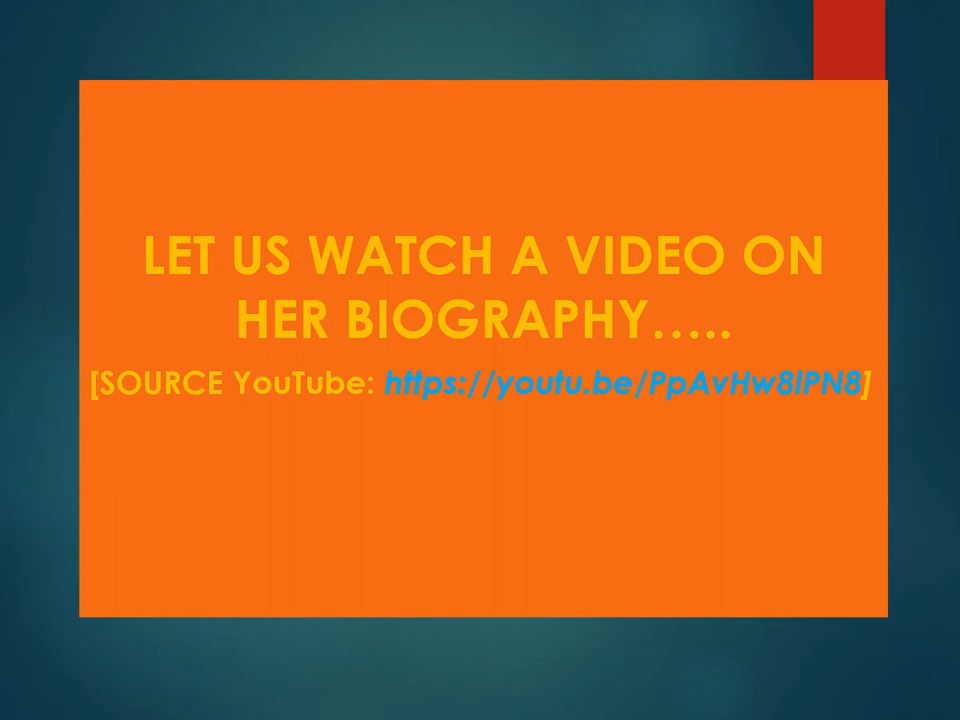 LET US WATCH A VIDEO ON
HER BIOGRAPHY…..
[SOURCE YouTube: https://youtu.be/PpAvHw8lPN8]